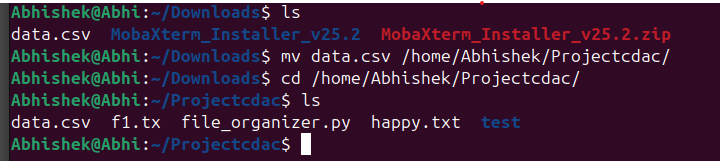 Abhishek@Abhi:~/Downloads$ ls
data.csv  MobaXterm_Installer_v25.2  MobaXterm_Installer_v25.2.zip
Abhishek@Abhi:~/Downloads$ mv data.csv /home/Abhishek/Projectcdac/
Abhishek@Abhi:~/Downloads$ cd /home/Abhishek/Projectcdac/
Abhishek@Abhi:~/Projectcdac$ ls
data.csv  f1.tx  file_organizer.py  happy.txt  test
Abhishek@Abhi:~/Projectcdac$